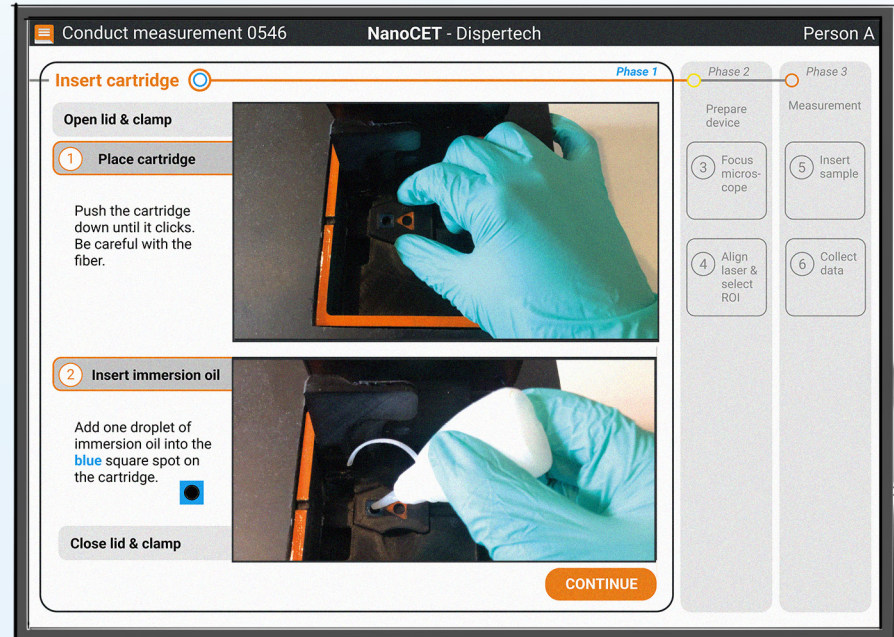 Conduct measurement 0546
NanoCET - Dispertech
Person A
Insert cartridge
Phase 1
Open lid & clamp
1 Place cartridge
Push the cartridge
down until it clicks.
Be careful with the
fiber.
2 Insert immersion oil
Add one droplet of
immersion oil into the
blue square spot on
the cartridge.
Close lid & clamp
CONTINUE
Phase 2
Prepare
device
3 Focus
micros-
cope
4 Align
laser &
select
ROI
Phase 3
Measurement
5 Insert
sample
6 Collect
data